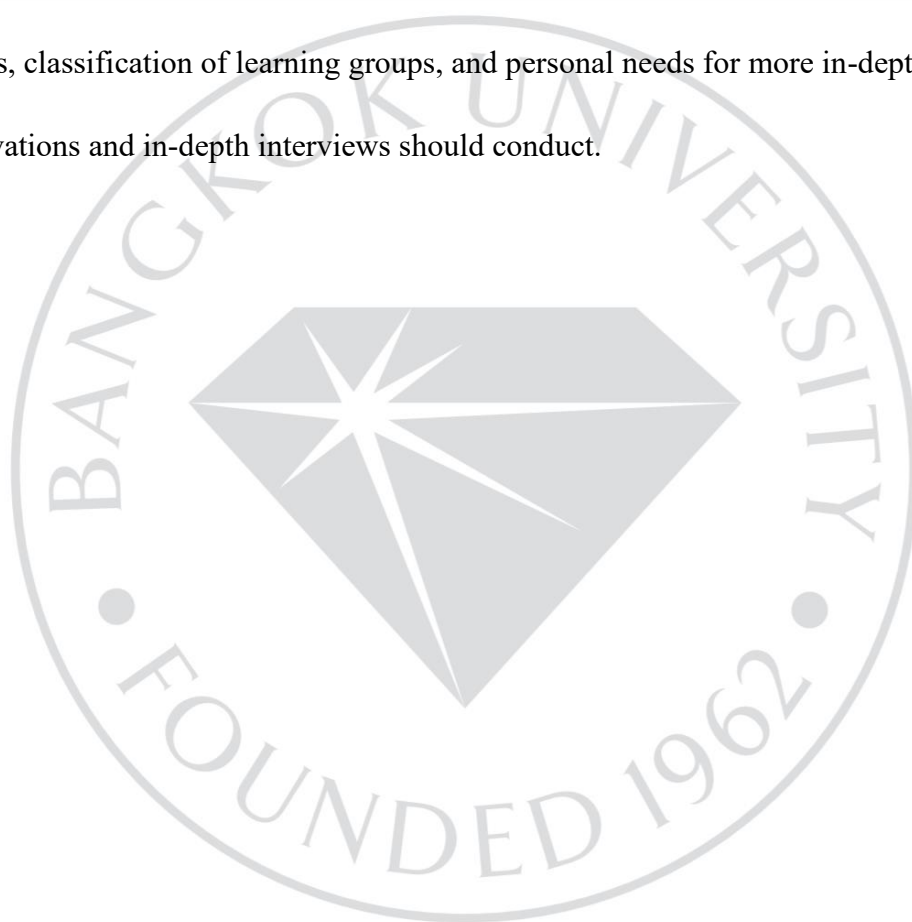 s, classification of learning groups, and personal needs for more in-dept
vations and in-depth interviews should conduct.
BANGKOK UNIVERSITY
FOUNDED 1962